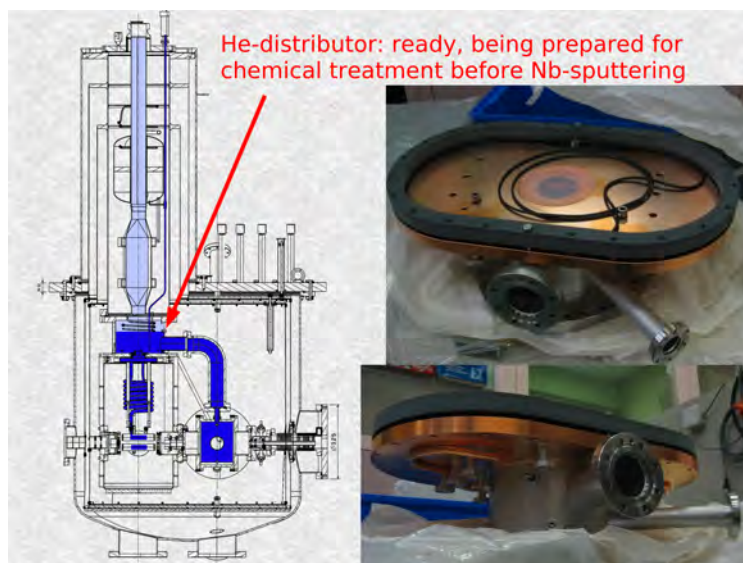 He-distributor: ready, being prepared for
chemical treatment before Nb-sputtering